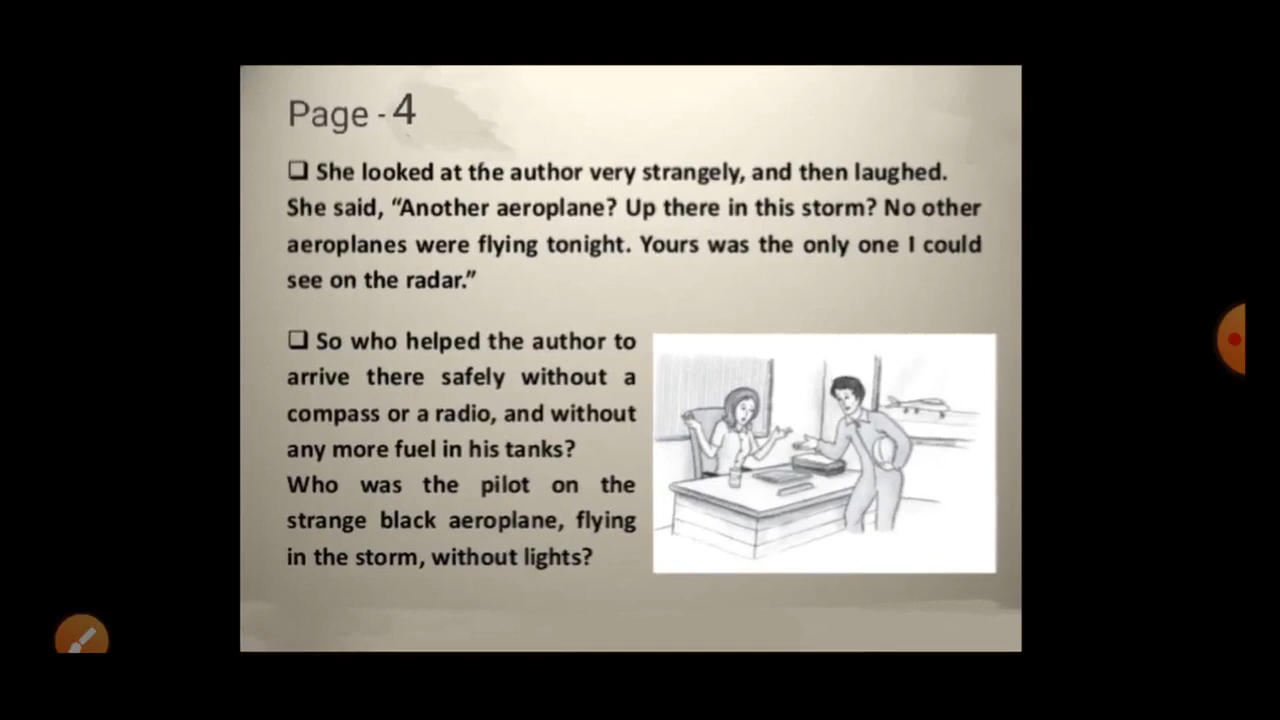 Page - 4
❑ She looked at the author very strangely, and then laughed.
She said, “Another aeroplane? Up there in this storm? No other
aeroplanes were flying tonight. Yours was the only one I could
see on the radar.”
❑ So who helped the author to
arrive there safely without a
compass or a radio, and without
any more fuel in his tanks?
Who was the pilot on the
strange black aeroplane, flying
in the storm, without lights?